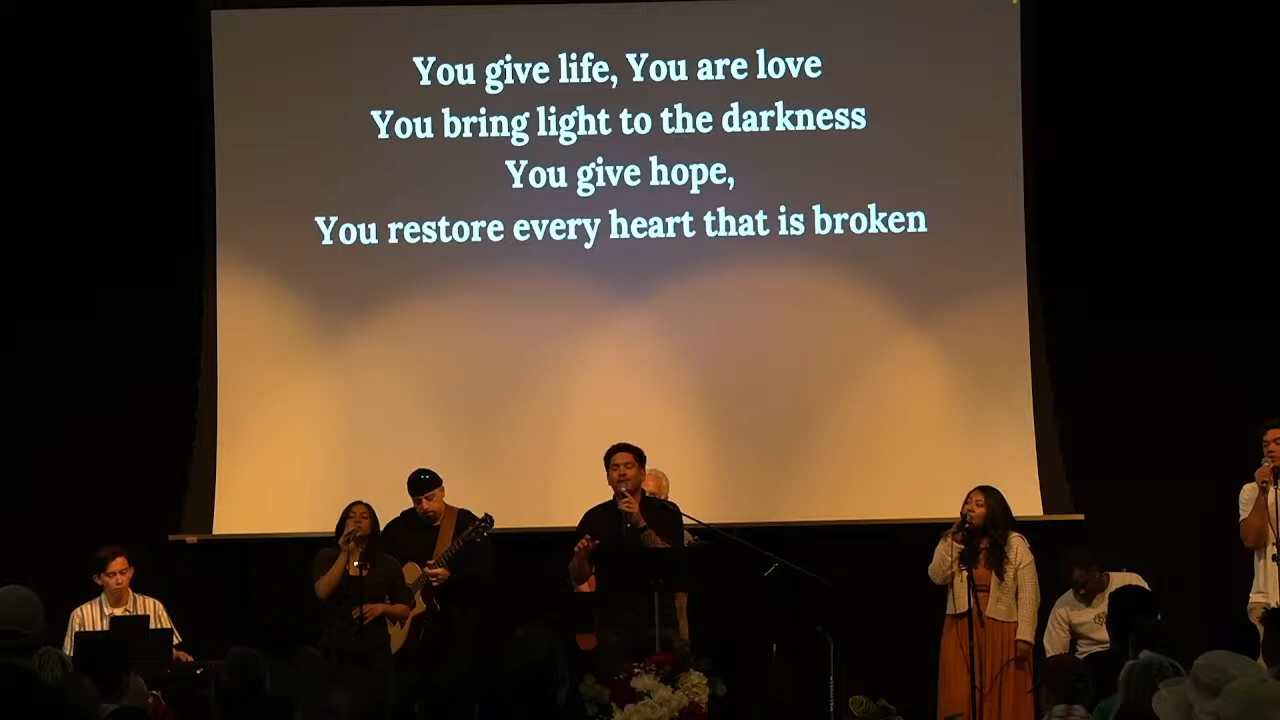 You give life, You are love
You bring light to the darkness
You give hope,
You restore every heart that is broken